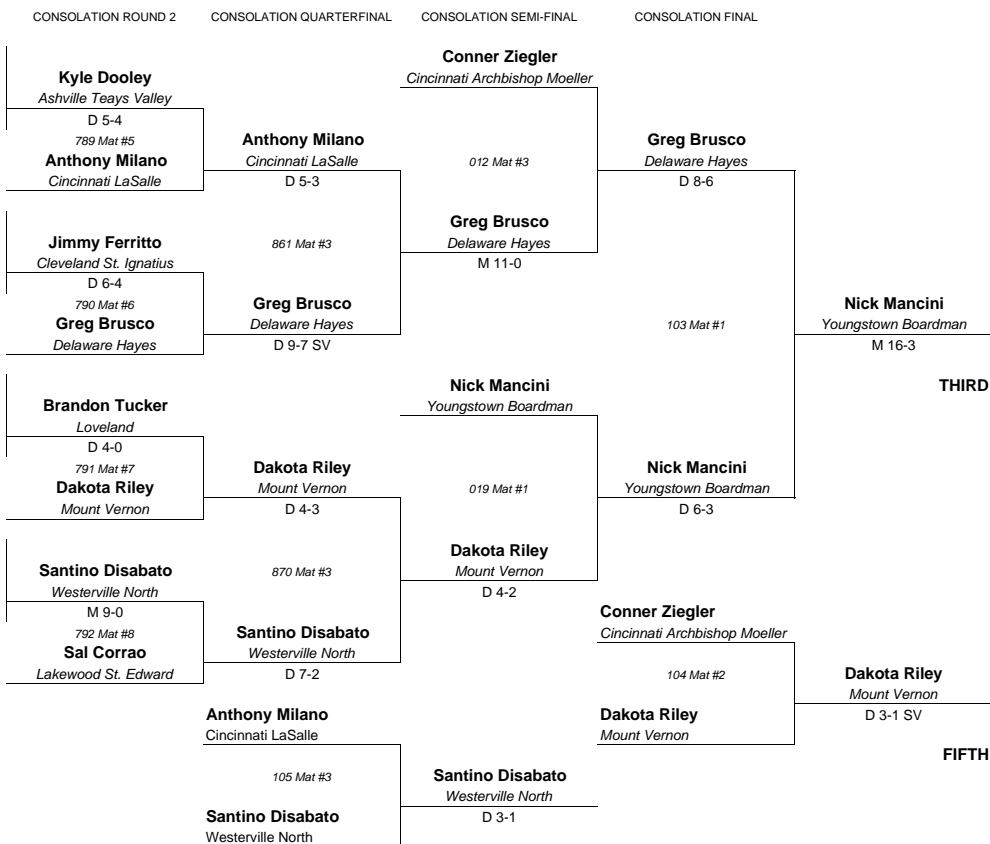 CONSOLATION ROUND 2 CONSOLATION QUARTERFINAL CONSOLATION SEMI-FINAL CONSOLATION FINAL
Kyle Dooley
Ashville Teays Valley
D 5-4
789 Mat #5
Anthony Milano
Cincinnati LaSalle
Jimmy Ferritto
Cleveland St. Ignatius
D 6-4
790 Mat #6
Greg Brusco
Delaware Hayes
Brandon Tucker
Loveland
D 4-0
791 Mat #7
Dakota Riley
Mount Vernon
Santino Disabato
Westerville North
M 9-0
792 Mat #8
Sal Corrao
Lakewood St. Edward
Anthony Milano
Cincinnati LaSalle
D 5-3
861 Mat #3
Greg Brusco
Delaware Hayes
D 9-7 SV
Dakota Riley
Mount Vernon
D 4-3
870 Mat #3
Santino Disabato
Westerville North
D 7-2
Anthony Milano
Cincinnati LaSalle
105 Mat #3
Santino Disabato
Westerville North
Conner Ziegler
Cincinnati Archbishop Moeller
012 Mat #3
Greg Brusco
Delaware Hayes
M 11-0
Nick Mancini
Youngstown Boardman
019 Mat #1
Dakota Riley
Mount Vernon
D 4-2
Santino Disabato
Westerville North
D 3-1
Greg Brusco
Delaware Hayes
D 8-6
103 Mat #1
Nick Mancini
Youngstown Boardman
D 6-3
Conner Ziegler
Cincinnati Archbishop Moeller
104 Mat #2
Dakota Riley
Mount Vernon
Nick Mancini
Youngstown Boardman
M 16-3
THIRD
Dakota Riley
Mount Vernon
D 3-1 SV
FIFTH